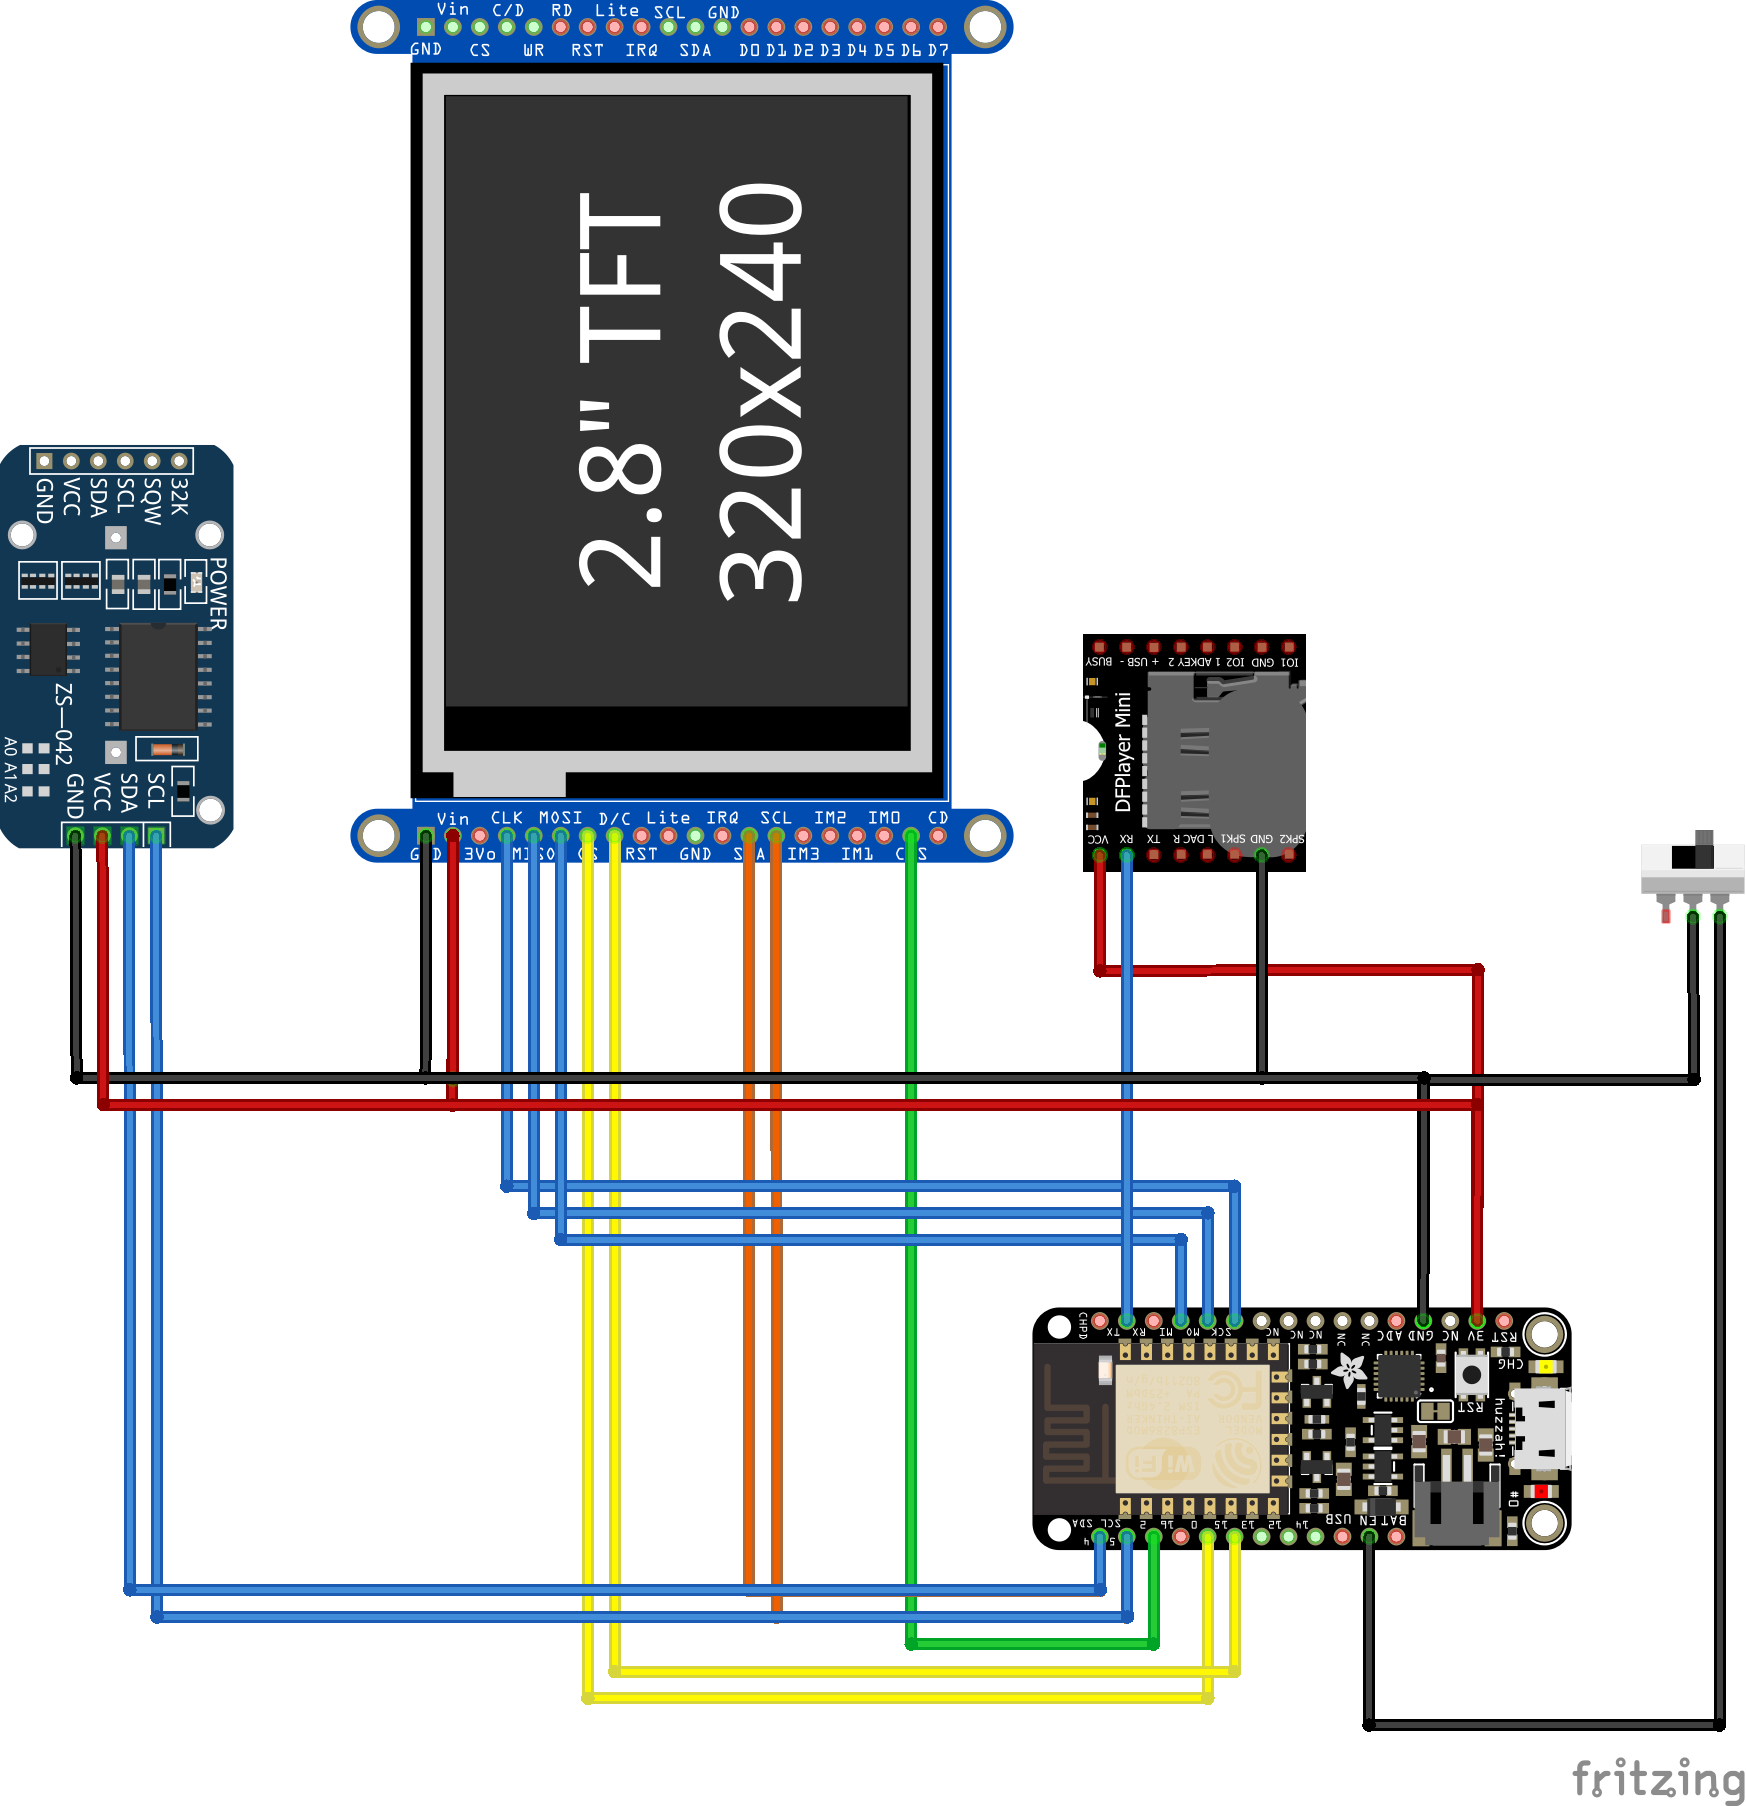 Vin C/D RD Lite SCL GND
GND CS WR RST IRQ SDA D0 D1 D2 D3 D4 D5 D6 D7
2.8" TFT
320x240
GND VCC SDA SCL SQW 32K
POWER
ZS-042
A0 A1 A2
GND VCC SDA SCL
Vin CLK MOSI D/C Lite IRQ SCL IM2 IM0 CD
3Vo RST GND IM3 IM1
BUSY USB - USB + ADKEY 2 ADKEY 1 IO2 GND IO1
DFPlayer Mini
VCC RX TX DAC R DAC L SPK1 GND SPK2
CHPD TX RX MI MO SCK NC NC NC NC NC ADC GND NC 3V RST
CHG
RST
huzzah!
WiFi
FC
#0
SDA SCL
4 5 2 16 0 15 13 12 14 USB EN BAT
fritzing